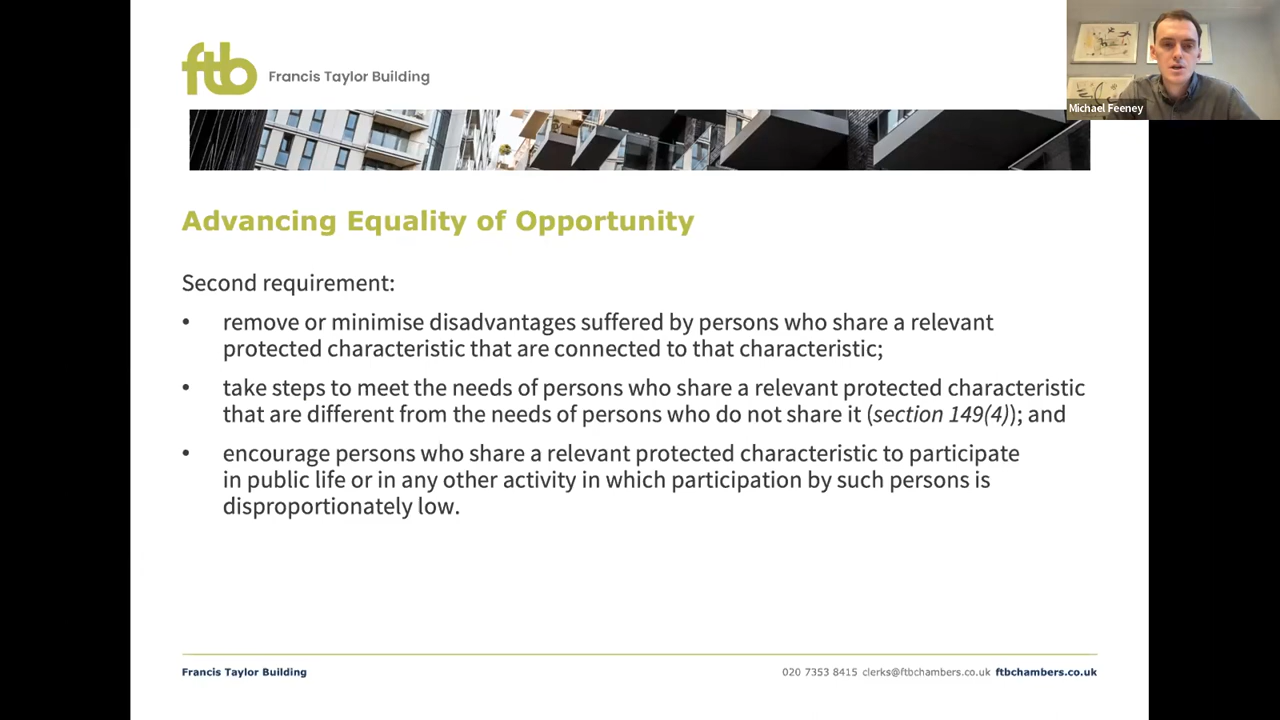 ftb Francis Taylor Building
Michael Feeney
Advancing Equality of Opportunity
Second requirement:
• remove or minimise disadvantages suffered by persons who share a relevant
protected characteristic that are connected to that characteristic;
• take steps to meet the needs of persons who share a relevant protected characteristic
that are different from the needs of persons who do not share it (section 149(4)); and
• encourage persons who share a relevant protected characteristic to participate
in public life or in any other activity in which participation by such persons is
disproportionately low.
Francis Taylor Building 020 7353 8415 clerks@ftbchambers.co.uk ftbchambers.co.uk